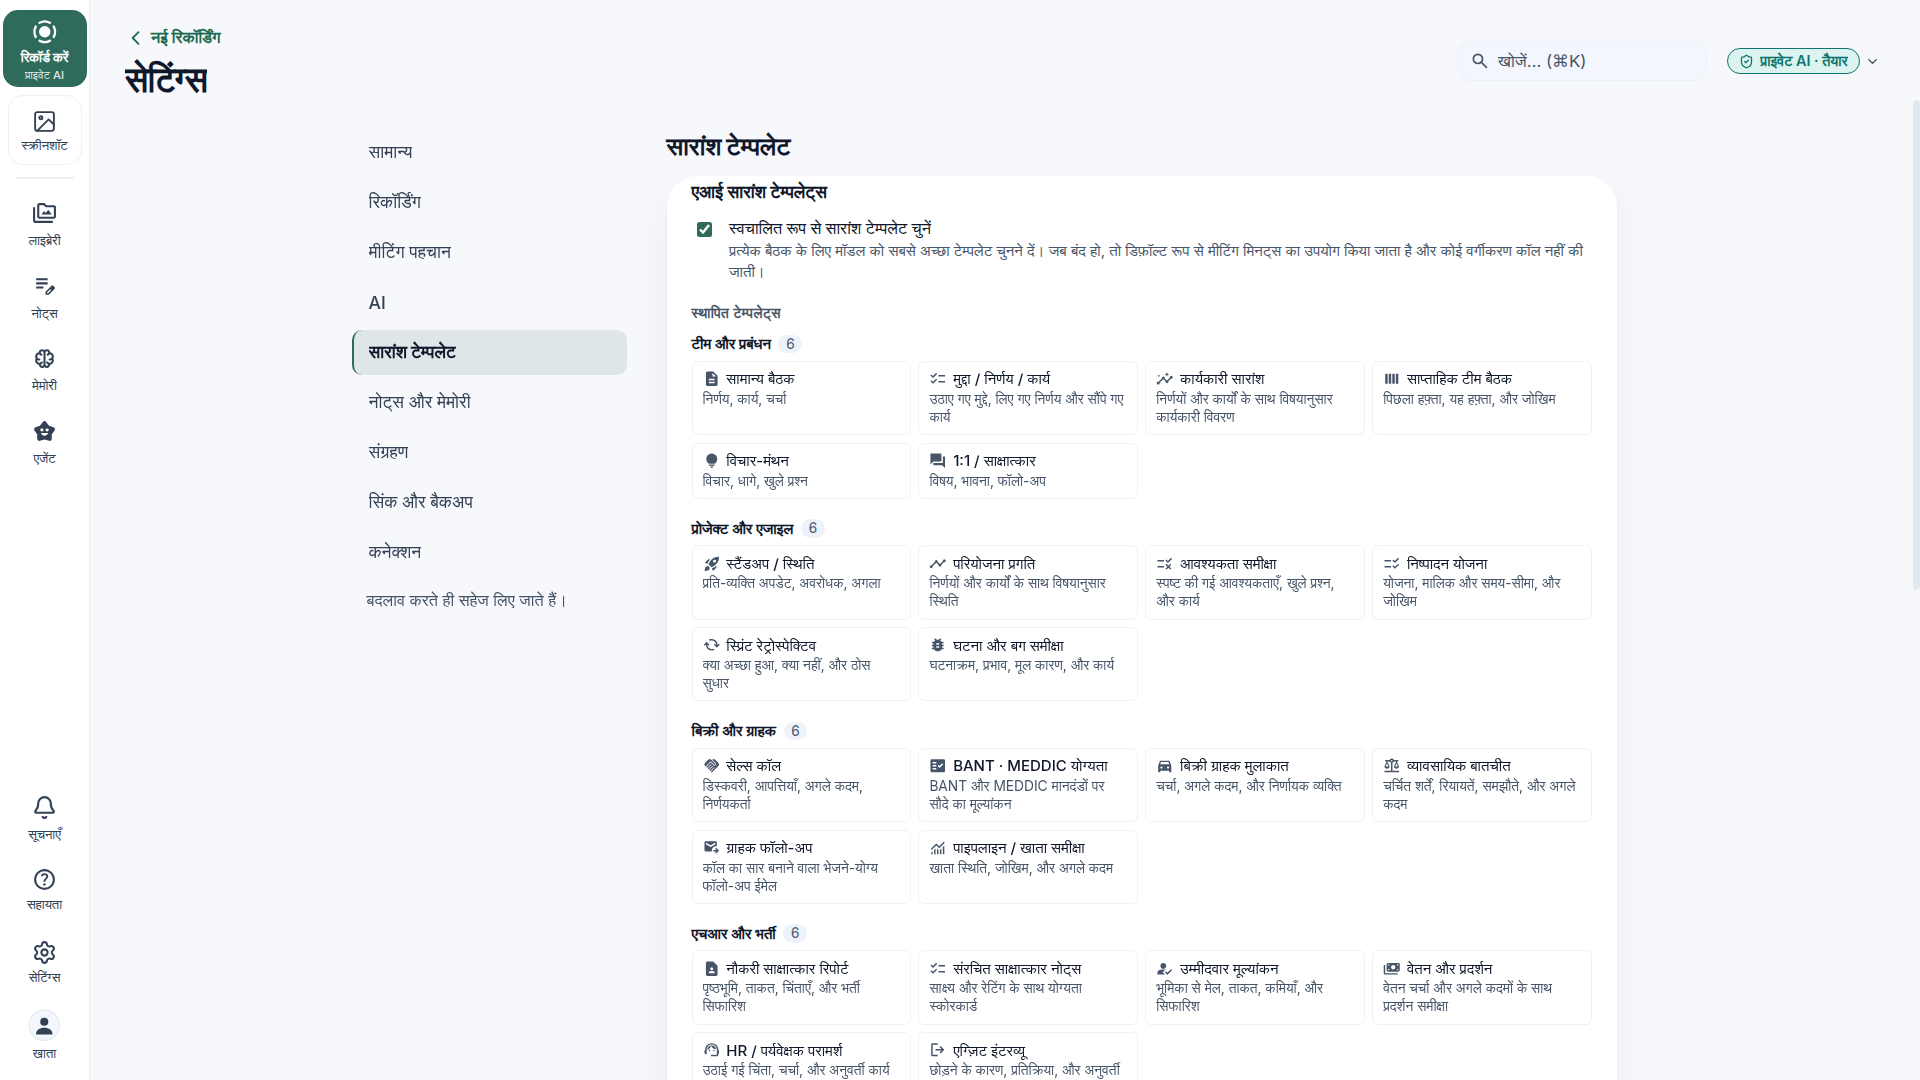 रिकॉर्ड करें
प्राइवेट AI
स्क्रीनशॉट
लाइब्रेरी
नोट्स
मेमोरी
एजेंट
सूचनाएँ
सहायता
सेटिंग्स
खाता
नई रिकॉर्डिंग
सेटिंग्स
खोजें... (⌘K)
प्राइवेट AI · तैयार
सामान्य
रिकॉर्डिंग
मीटिंग पहचान
AI
सारांश टेम्पलेट
नोट्स और मेमोरी
संग्रहण
सिंक और बैकअप
कनेक्शन
बदलाव करते ही सहेज लिए जाते हैं।
सारांश टेम्पलेट
एआई सारांश टेम्पलेट्स
स्वचालित रूप से सारांश टेम्पलेट चुनें
प्रत्येक बैठक के लिए मॉडल को सबसे अच्छा टेम्पलेट चुनने दें। जब बंद हो, तो डिफ़ॉल्ट रूप से मीटिंग मिनट्स का उपयोग किया जाता है और कोई वर्गीकरण कॉल नहीं की
जाती।
स्थापित टेम्पलेट्स
टीम और प्रबंधन 6
सामान्य बैठक
निर्णय, कार्य, चर्चा
मुद्दा / निर्णय / कार्य
उठाए गए मुद्दे, लिए गए निर्णय और सौंपे गए
कार्य
कार्यकारी सारांश
निर्णयों और कार्यों के साथ विषयानुसार
कार्यकारी विवरण
साप्ताहिक टीम बैठक
पिछला हफ़्ता, यह हफ़्ता, और जोखिम
विचार-मंथन
विचार, धागे, खुले प्रश्न
1:1 / साक्षात्कार
विषय, भावना, फॉलो-अप
प्रोजेक्ट और एजाइल 6
स्टैंडअप / स्थिति
प्रति-व्यक्ति अपडेट, अवरोधक, अगला
परियोजना प्रगति
निर्णयों और कार्यों के साथ विषयानुसार
स्थिति
आवश्यकता समीक्षा
स्पष्ट की गई आवश्यकताएँ, खुले प्रश्न,
और कार्य
निष्पादन योजना
योजना, मालिक और समय-सीमा, और
जोखिम
स्प्रिंट रेट्रोस्पेक्टिव
क्या अच्छा हुआ, क्या नहीं, और ठोस
सुधार
घटना और बग समीक्षा
घटनाक्रम, प्रभाव, मूल कारण, और कार्य
बिक्री और ग्राहक 6
सेल्स कॉल
डिस्कवरी, आपत्तियाँ, अगले कदम,
निर्णयकर्ता
BANT · MEDDIC योग्यता
BANT और MEDDIC मानदंडों पर
सौदे का मूल्यांकन
बिक्री ग्राहक मुलाकात
चर्चा, अगले कदम, और निर्णायक व्यक्ति
व्यावसायिक बातचीत
चर्चित शर्तें, रियायतें, समझौते, और अगले
कदम
ग्राहक फॉलो-अप
कॉल का सार बनाने वाला भेजने-योग्य
फॉलो-अप ईमेल
पाइपलाइन / खाता समीक्षा
खाता स्थिति, जोखिम, और अगले कदम
एचआर और भर्ती 6
नौकरी साक्षात्कार रिपोर्ट
पृष्ठभूमि, ताकत, चिंताएँ, और भर्ती
सिफारिश
संरचित साक्षात्कार नोट्स
साक्ष्य और रेटिंग के साथ योग्यता
स्कोरकार्ड
उम्मीदवार मूल्यांकन
भूमिका से मेल, ताकत, कमियाँ, और
सिफारिश
वेतन और प्रदर्शन
वेतन चर्चा और अगले कदमों के साथ
प्रदर्शन समीक्षा
HR / पर्यवेक्षक परामर्श
उठाई गई चिंता, चर्चा, और अनुवर्ती कार्य
एग्ज़िट इंटरव्यू
छोड़ने के कारण, प्रतिक्रिया, और अनुवर्ती